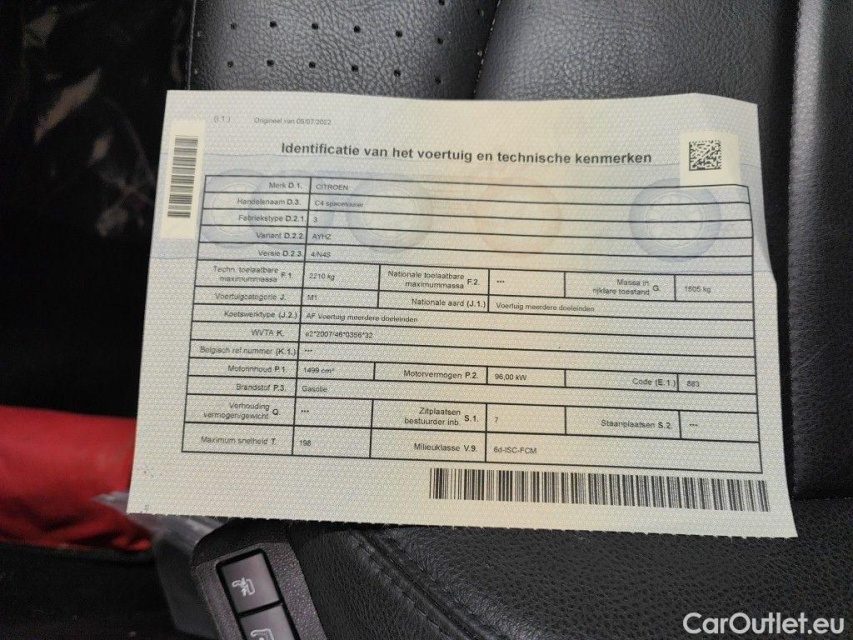 B.1.1 Origineel van 05/07/2022
Identificatie van het voertuig en technische kenmerken
Merk D.1. CITROEN
Handelsnaam D.3. C4 spacetourer
Fabriekstype D.2.1. 3
Variant D.2.2. AYHZ
Versie D.2.3. 4/N4S
Techn. toelaatbare maximummassa F.1. 2210 kg Nationale toelaatbare maximummassa F.2. --- Massa in rijklare toestand G. 1505 kg
Voertuigcategorie J. M1 Nationale aard (J.1.) Voertuig meerdere doeleinden
Koetswerktype (J.2.) AF Voertuig meerdere doeleinden
WVTA K. e2*2007/46*0356*32
Belgisch ref.nummer (K.1.) ---
Motorinhoud P.1. 1499 cm³ Motorvermogen P.2. 96,00 kW Code (E.1.) 863
Brandstof P.3. Gasolie
Verhouding vermogen/gewicht Q. --- Zitplaatsen bestuurder inb. S.1. 7 Staanplaatsen S.2. ---
Maximum snelheid T. 198 Milieuklasse V.9. 6d-ISC-FCM
CarOutlet.eu